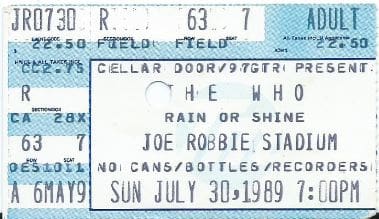 JR0730 R 63 7 ADULT
22.50 FIELD FIELD 22.50
CC2.75 CELLAR DOOR/97GTR PRESENT
R THE WHO
CA 28X RAIN OR SHINE
63 7 JOE ROBBIE STADIUM
NO CANS/BOTTLES/RECORDERS
A 6MAY9 SUN JULY 30,1989 7:00PM